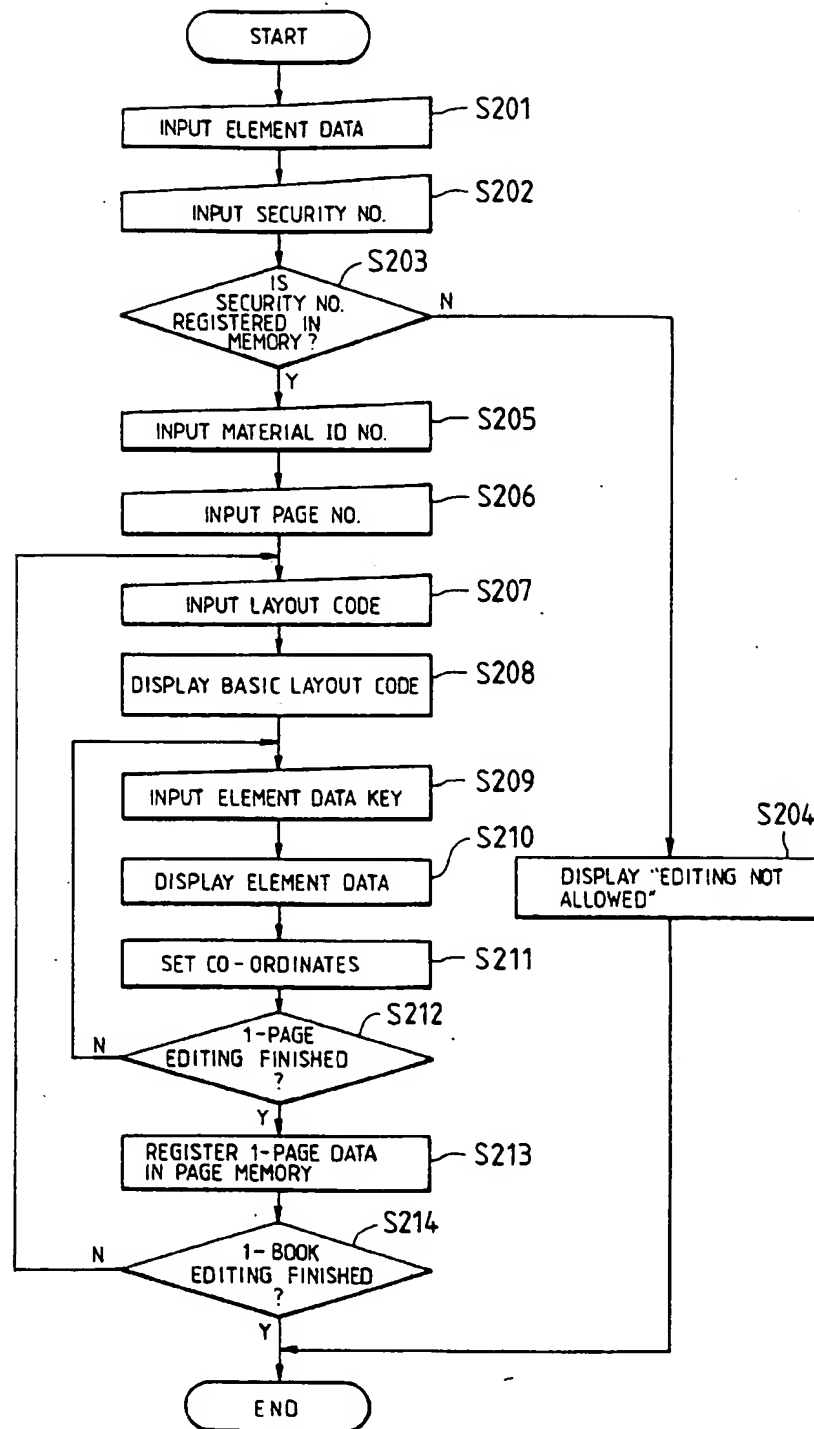 START
INPUT ELEMENT DATA
S201
INPUT SECURITY NO.
S202
S203
IS
SECURITY NO.
REGISTERED IN
MEMORY?
N
Y
INPUT MATERIAL ID NO.
S205
INPUT PAGE NO.
S206
INPUT LAYOUT CODE
S207
DISPLAY BASIC LAYOUT CODE
S208
INPUT ELEMENT DATA KEY
S209
S210
DISPLAY ELEMENT DATA
S204
DISPLAY "EDITING NOT
ALLOWED"
SET CO-ORDINATES
S211
S212
1-PAGE
EDITING FINISHED
?
N
Y
REGISTER 1-PAGE DATA
IN PAGE MEMORY
S213
S214
1-BOOK
EDITING FINISHED
?
N
Y
END